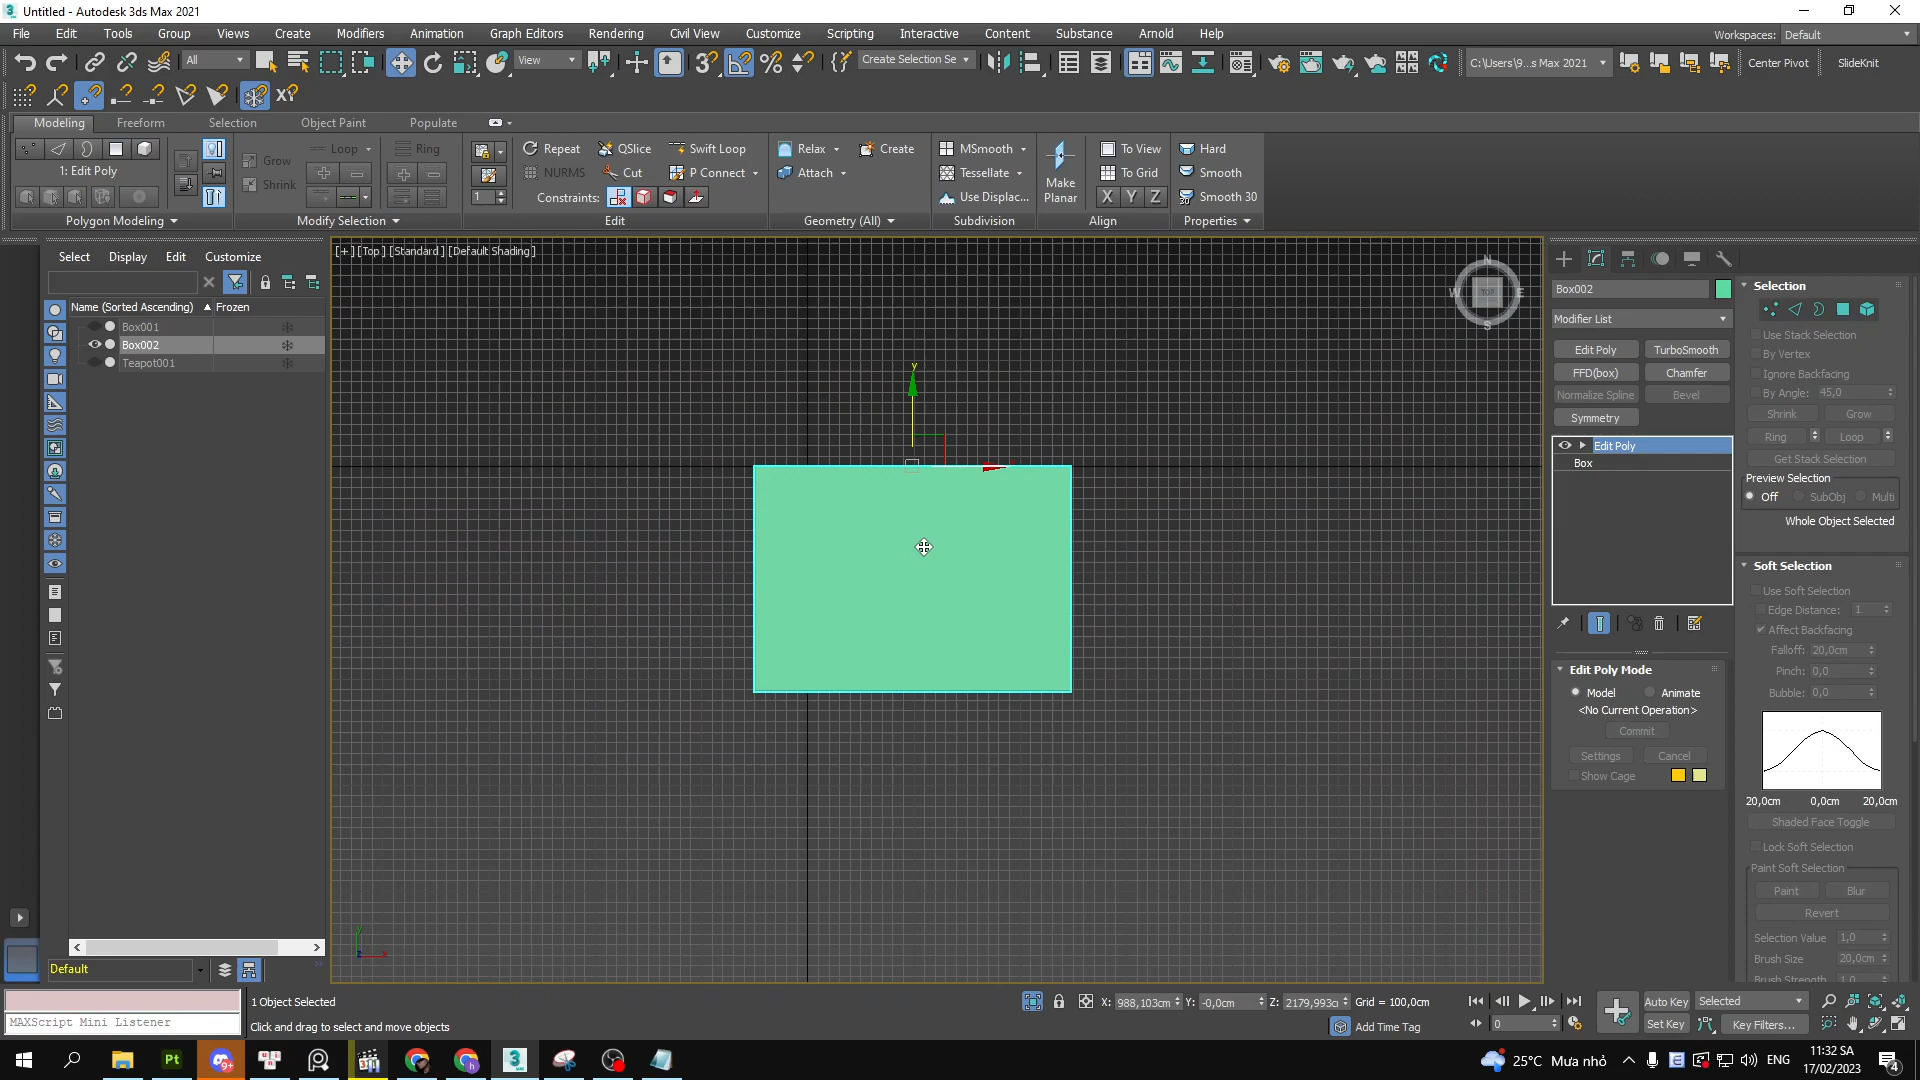 Untitled - Autodesk 3ds Max 2021
File Edit Tools Group Views Create Modifiers Animation Graph Editors Rendering Civil View Customize Scripting Interactive Content Substance Arnold Help
Workspaces: Default
All View Create Selection Se C:\Users\9...s Max 2021 Center Pivot SlideKnit
Modeling Freeform Selection Object Paint Populate
1: Edit Poly
Grow Shrink Loop Ring
Repeat QSlice Swift Loop
NURMS Cut P Connect
1 Constraints:
Relax Create
Attach
MSmooth
Tessellate
Use Displac...
Make Planar
To View
To Grid
X Y Z
Hard
Smooth
Smooth 30
Polygon Modeling Modify Selection Edit Geometry (All) Subdivision Align Properties
Select Display Edit Customize
Name (Sorted Ascending) Frozen
Box001
Box002
Teapot001
Default
[+] [Top] [Standard] [Default Shading]
y
N
W TOP E
S
y
z x
Box002
Modifier List
Edit Poly TurboSmooth
FFD(box) Chamfer
Normalize Spline Bevel
Symmetry
Edit Poly
Box
Edit Poly Mode
Model Animate
<No Current Operation>
Commit
Settings Cancel
Show Cage
Selection
Use Stack Selection
By Vertex
Ignore Backfacing
By Angle: 45,0
Shrink Grow
Ring Loop
Get Stack Selection
Preview Selection
Off SubObj Multi
Whole Object Selected
Soft Selection
Use Soft Selection
Edge Distance: 1
Affect Backfacing
Falloff: 20,0cm
Pinch: 0,0
Bubble: 0,0
20,0cm 0,0cm 20,0cm
Shaded Face Toggle
Lock Soft Selection
Paint Soft Selection
Paint Blur
Revert
Selection Value 1,0
Brush Size 20,0cm
Brush Strength 1,0
MAXScript Mini Listener
1 Object Selected
Click and drag to select and move objects
X: 988,103cm Y: -0,0cm Z: 2179,993c Grid = 100,0cm
Add Time Tag
0
Auto Key Selected
Set Key Key Filters...
Pt
9+
3
25°C Mưa nhỏ
ENG
11:32 SA
17/02/2023
4